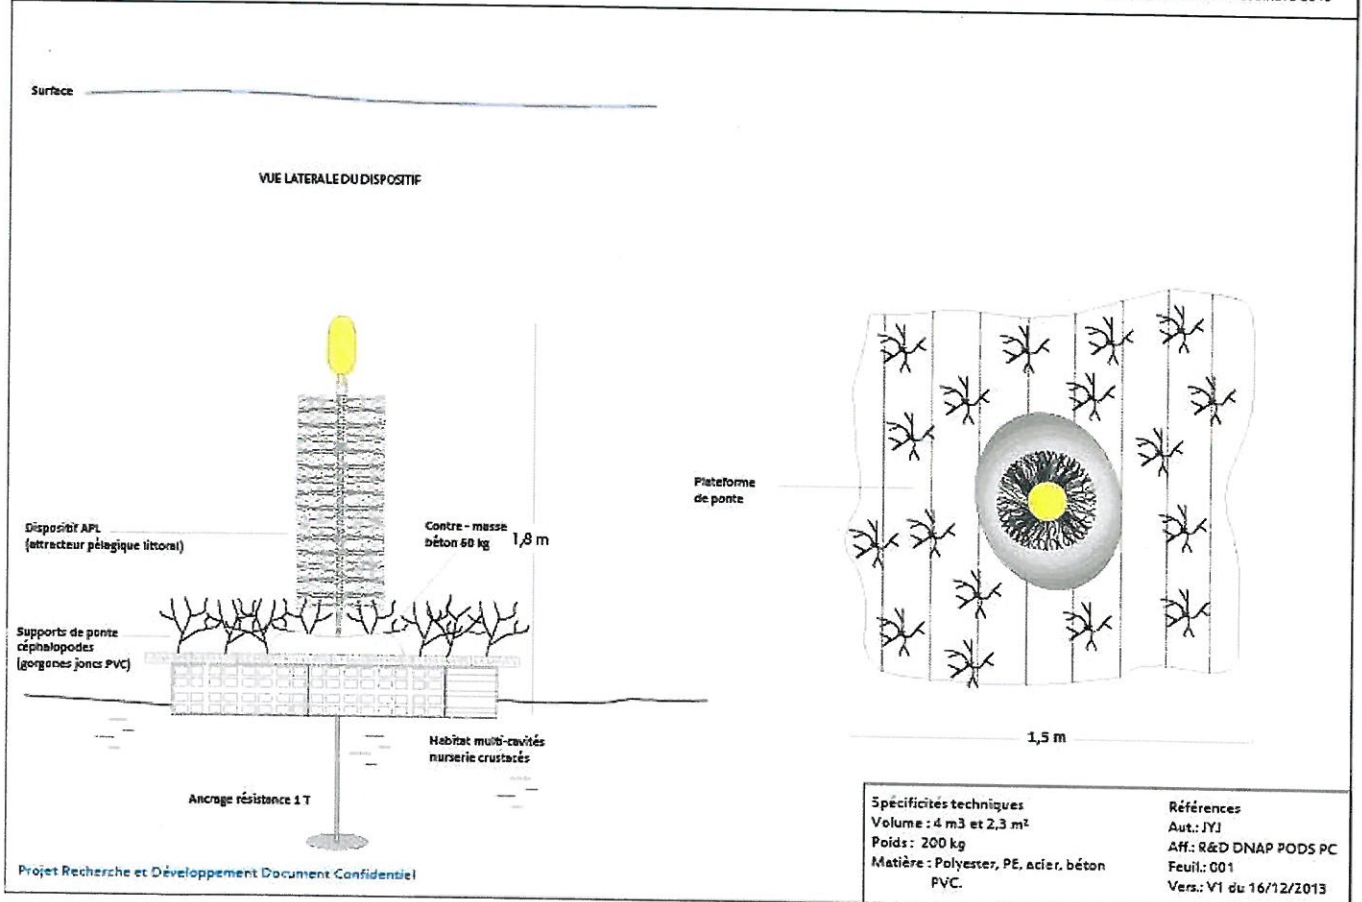 Surface
VUE LATERALE DU DISPOSITIF
Dispositif APL
(attracteur pélagique littoral)
Contre - masse
béton 60 kg
1,8 m
Supports de ponte
céphalopodes
(gorgones joncs PVC)
Habitat multi-cavités
nurserie crustacés
Ancrage résistance 1 T
Plateforme
de ponte
1,5 m
Spécificités techniques
Volume : 4 m3 et 2,3 m²
Poids : 200 kg
Matière : Polyester, PE, acier, béton
PVC.
Références
Aut.: JYJ
Aff.: R&D DNAP PODS PC
Feuil.: 001
Vers.: V1 du 16/12/2013
Projet Recherche et Développement Document Confidentiel